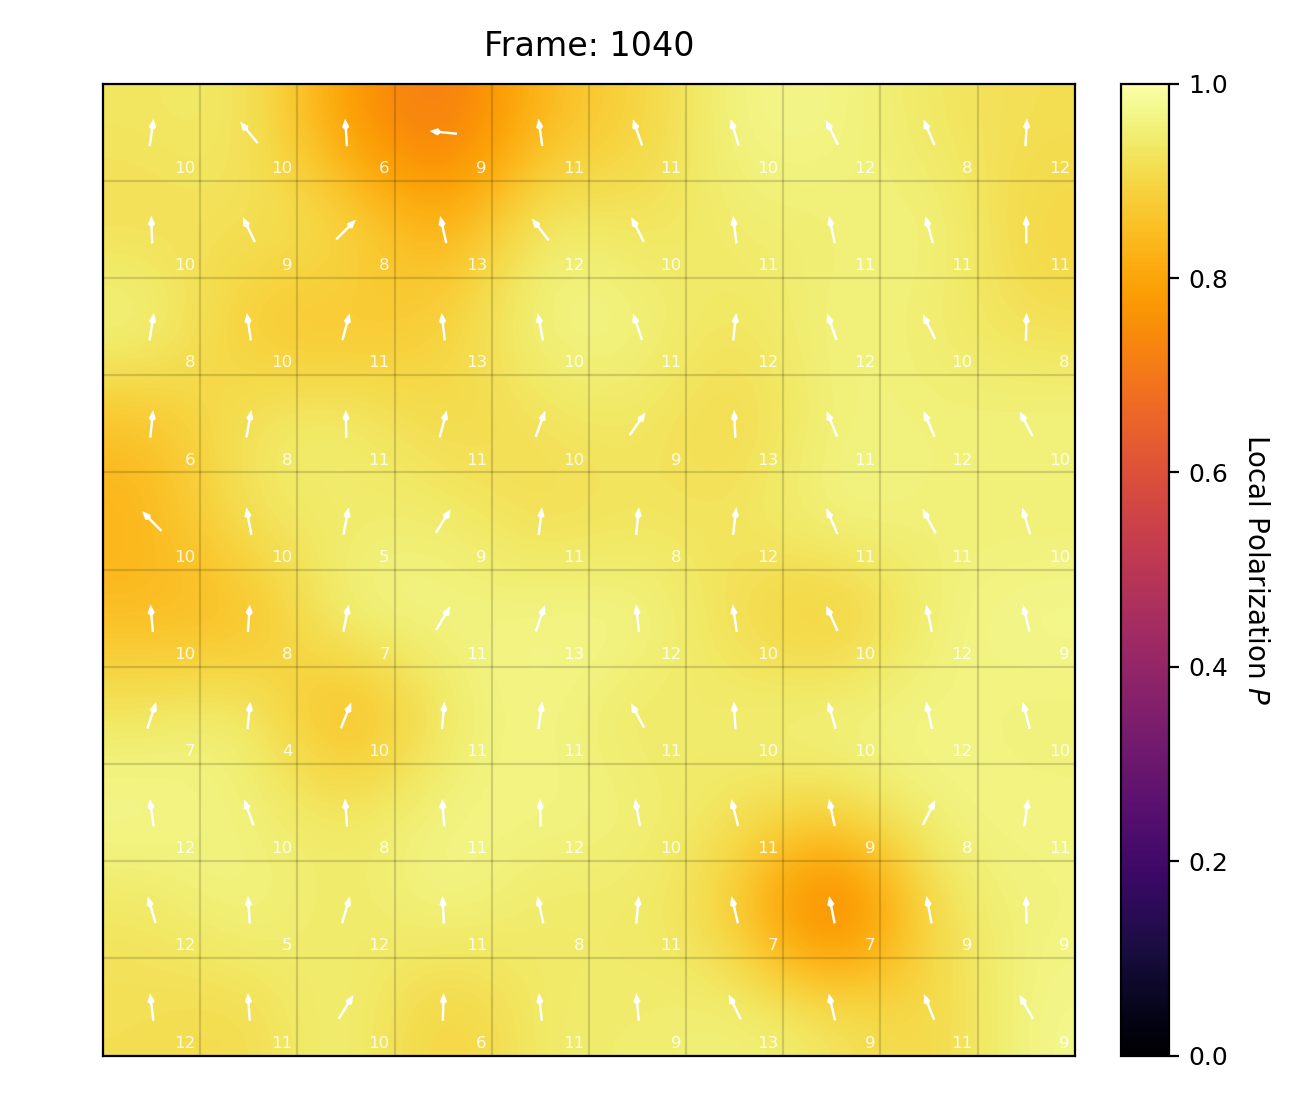 Frame: 1040
10 10 6 9 11 11 10 12 8 12
10 9 8 13 12 10 11 11 11 11
8 10 11 13 10 11 12 12 10 8
6 8 11 11 10 9 13 11 12 10
10 10 5 9 11 8 12 11 11 10
10 8 7 11 13 12 10 10 12 9
7 4 10 11 11 11 10 10 12 10
12 10 8 11 12 10 11 9 8 11
12 5 12 11 8 11 7 7 9 9
12 11 10 6 11 9 13 9 11 9
1.0
0.8
0.6
0.4
0.2
0.0
Local Polarization P